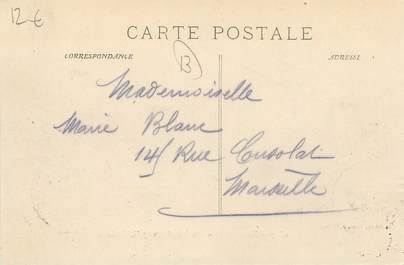 12€
CARTE POSTALE
13
CORRESPONDANCE
ADRESSE
Mademoiselle
Marie Blanc
14 Rue Consolat
Marseille